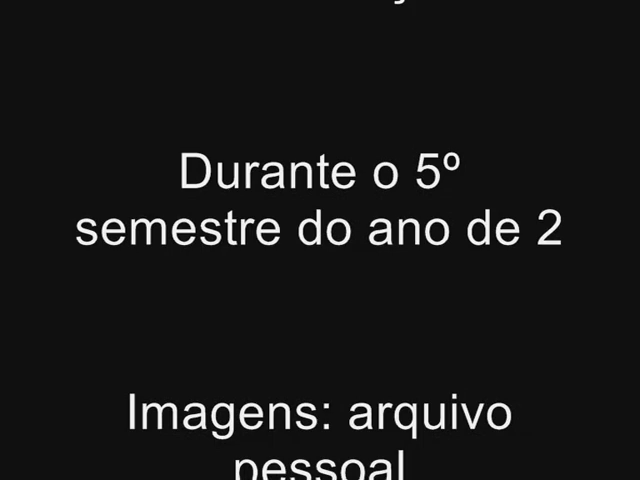 Durante o 5º
semestre do ano de 2
Imagens: arquivo
pessoal